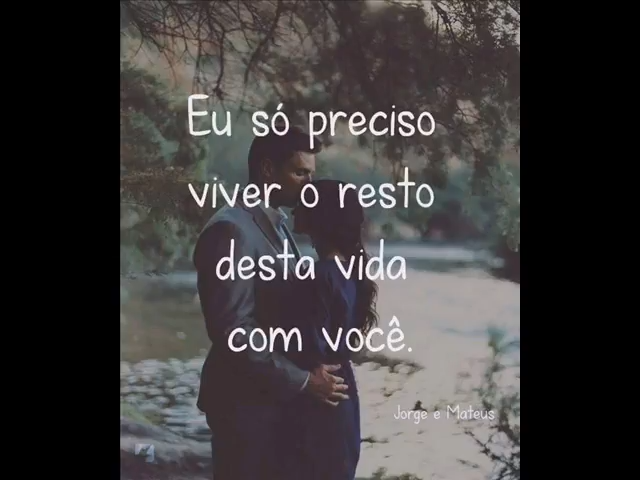 Eu só preciso
viver o resto
desta vida
com você.
Jorge e Mateus